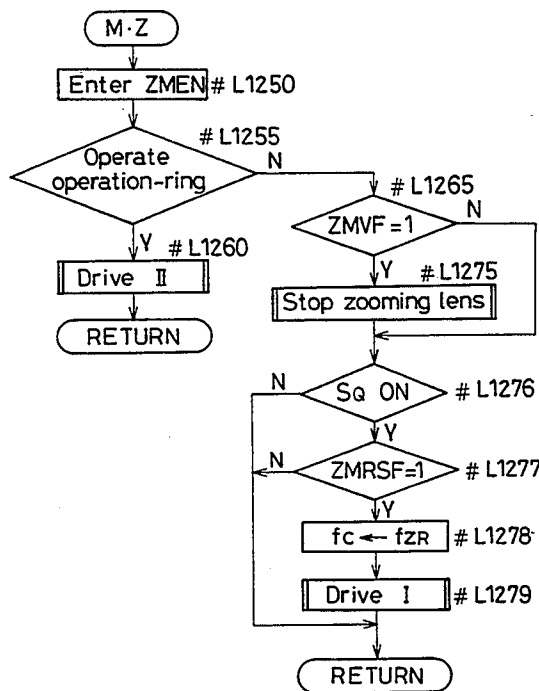 M·Z
Enter ZMEN # L1250
# L1255
Operate
operation-ring
N
# L1265
ZMVF=1
N
Y
# L1260
Drive II
RETURN
Y
# L1275
Stop zooming lens
N
SQ ON
# L1276
Y
N
ZMRSF=1
# L1277
Y
fc ← fZR
# L1278
Drive I
# L1279
RETURN